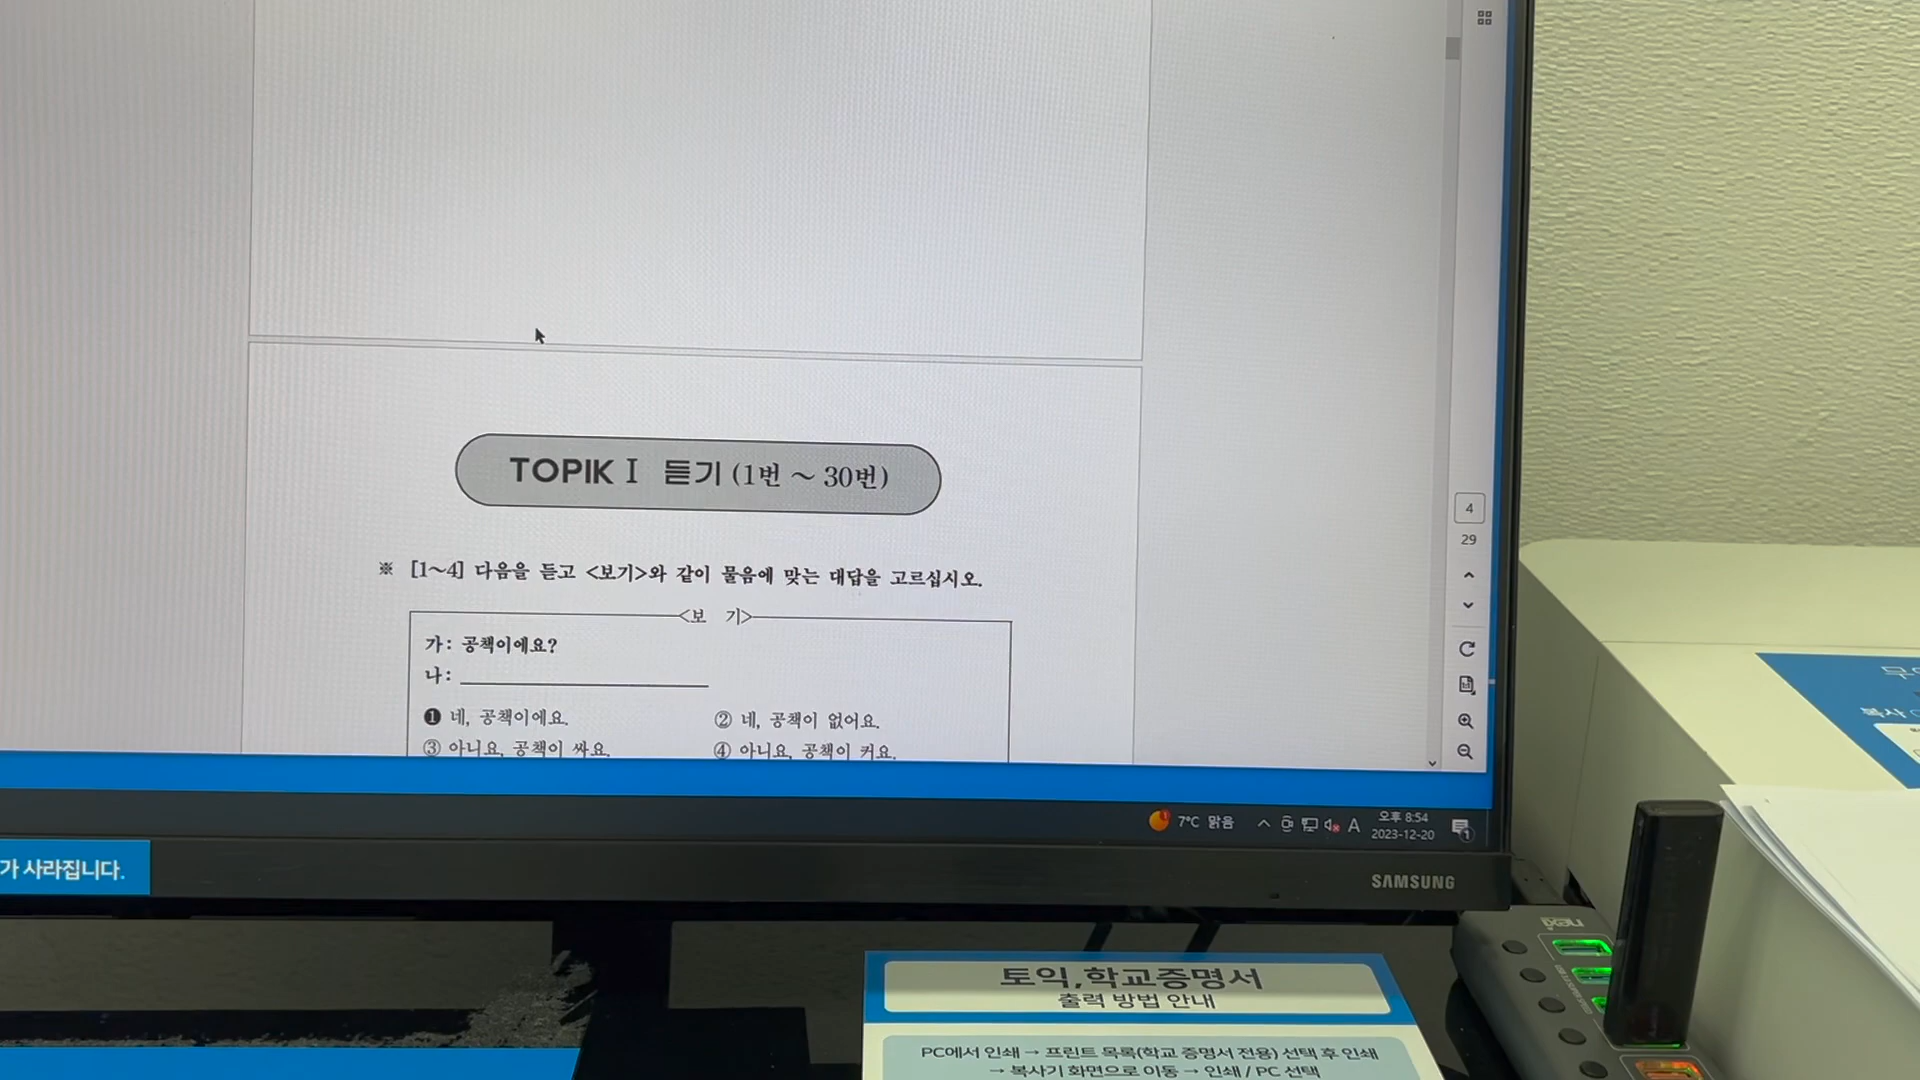 TOPIK Ⅰ 듣기 (1번 ~ 30번)
※ [1~4] 다음을 듣고 <보기>와 같이 물음에 맞는 대답을 고르십시오.
<보 기>
가: 공책이에요?
나:
❶ 네, 공책이에요.
② 네, 공책이 없어요.
③ 아니요, 공책이 싸요.
④ 아니요, 공책이 커요.
4
29
7°C 맑음
A
오후 8:54
2023-12-20
1
가 사라집니다.
SAMSUNG
NEXI
토익,학교증명서
출력 방법 안내
PC에서 인쇄 → 프린트 목록(학교 증명서 전용) 선택 후 인쇄
→ 복사기 화면으로 이동 → 인쇄 / PC 선택
복사